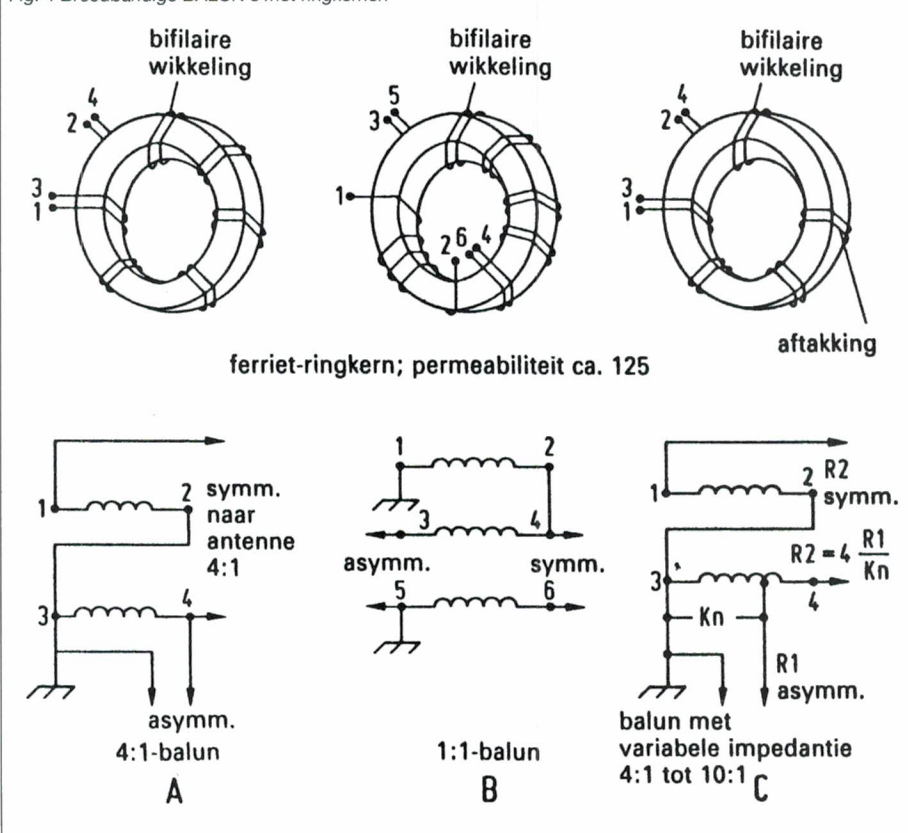 bifilaire
wikkeling
4
2
3
1
bifilaire
wikkeling
5
3
1
2 6 4
bifilaire
wikkeling
4
2
3
1
aftakking
ferriet-ringkern; permeabiliteit ca. 125
1
2
symm.
naar
antenne
4:1
3
4
asymm.
4:1-balun
A
1
2
3
4
asymm.
symm.
5
6
1:1-balun
B
1
2
R2
symm.
R2=4 R1
Kn
3
4
Kn
R1
asymm.
balun met
variabele impedantie
4:1 tot 10:1
C